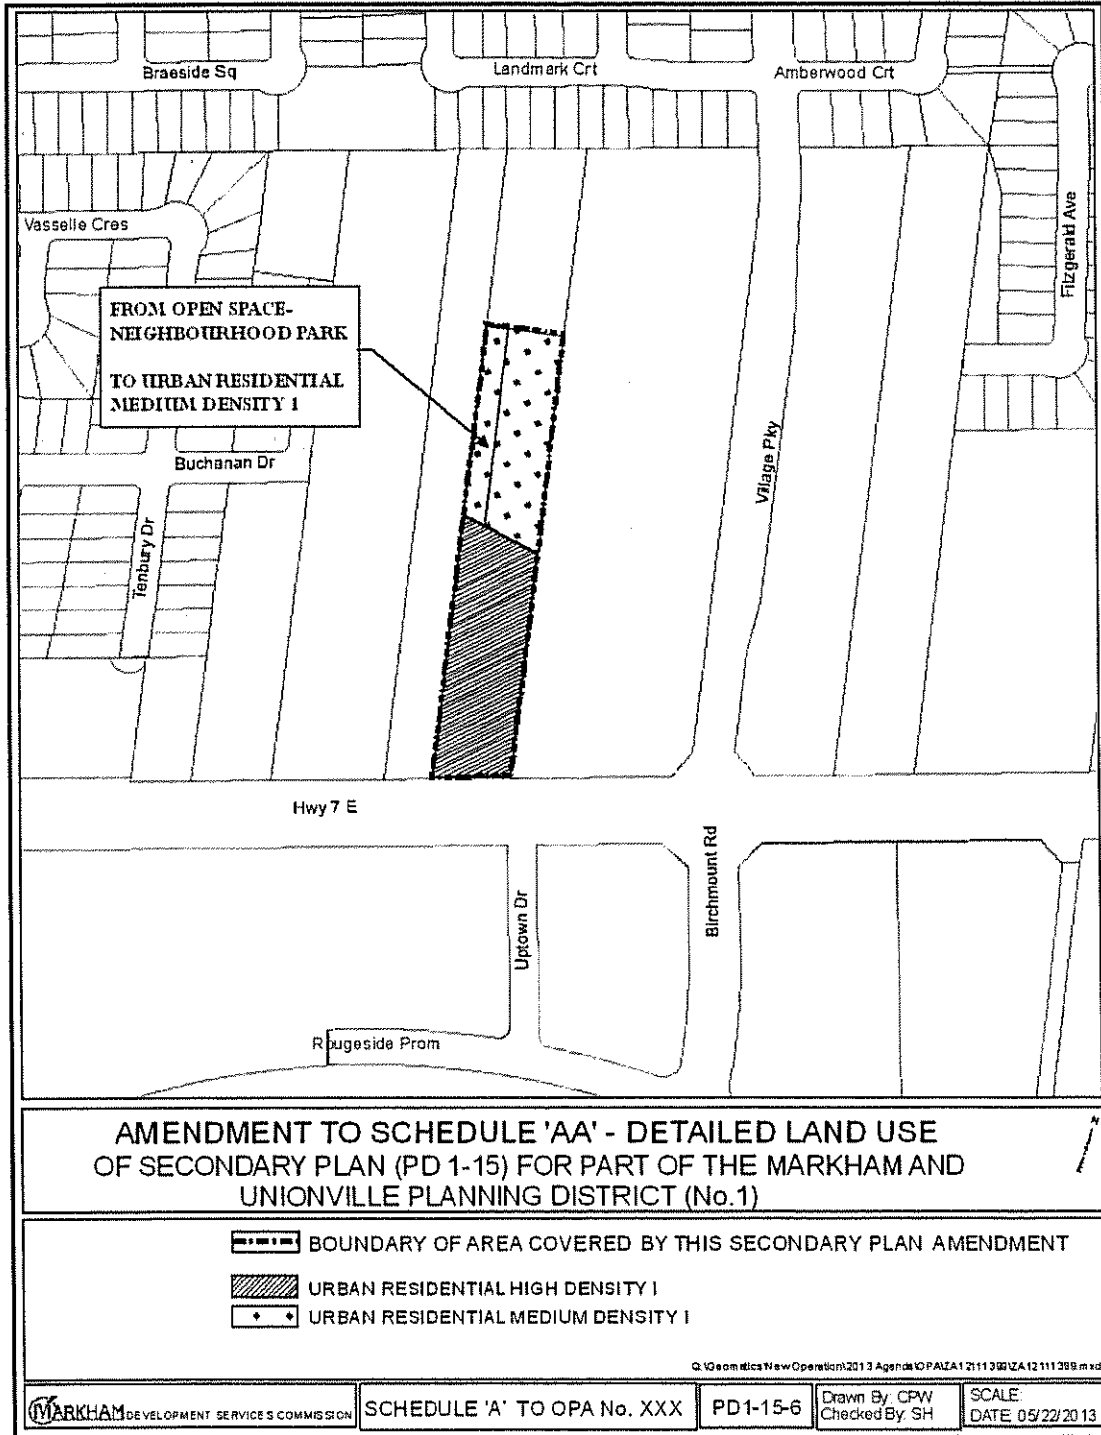 Braeside Sq
Landmark Crt
Amberwood Crt
Vasselle Cres
Fitzgerald Ave
FROM OPEN SPACE-
NEIGHBOURHOOD PARK
TO URBAN RESIDENTIAL
MEDIUM DENSITY 1
Village Pky
Buchanan Dr
Tenbury Dr
Hwy 7 E
Birchmount Rd
Uptown Dr
Rougeside Prom
AMENDMENT TO SCHEDULE 'AA' - DETAILED LAND USE
OF SECONDARY PLAN (PD 1-15) FOR PART OF THE MARKHAM AND
UNIONVILLE PLANNING DISTRICT (No.1)
N
BOUNDARY OF AREA COVERED BY THIS SECONDARY PLAN AMENDMENT
URBAN RESIDENTIAL HIGH DENSITY I
URBAN RESIDENTIAL MEDIUM DENSITY I
MARKHAM DEVELOPMENT SERVICES COMMISSION
SCHEDULE 'A' TO OPA No. XXX
PD1-15-6
Drawn By: CPW
Checked By: SH
SCALE:
DATE: 05/22/2013